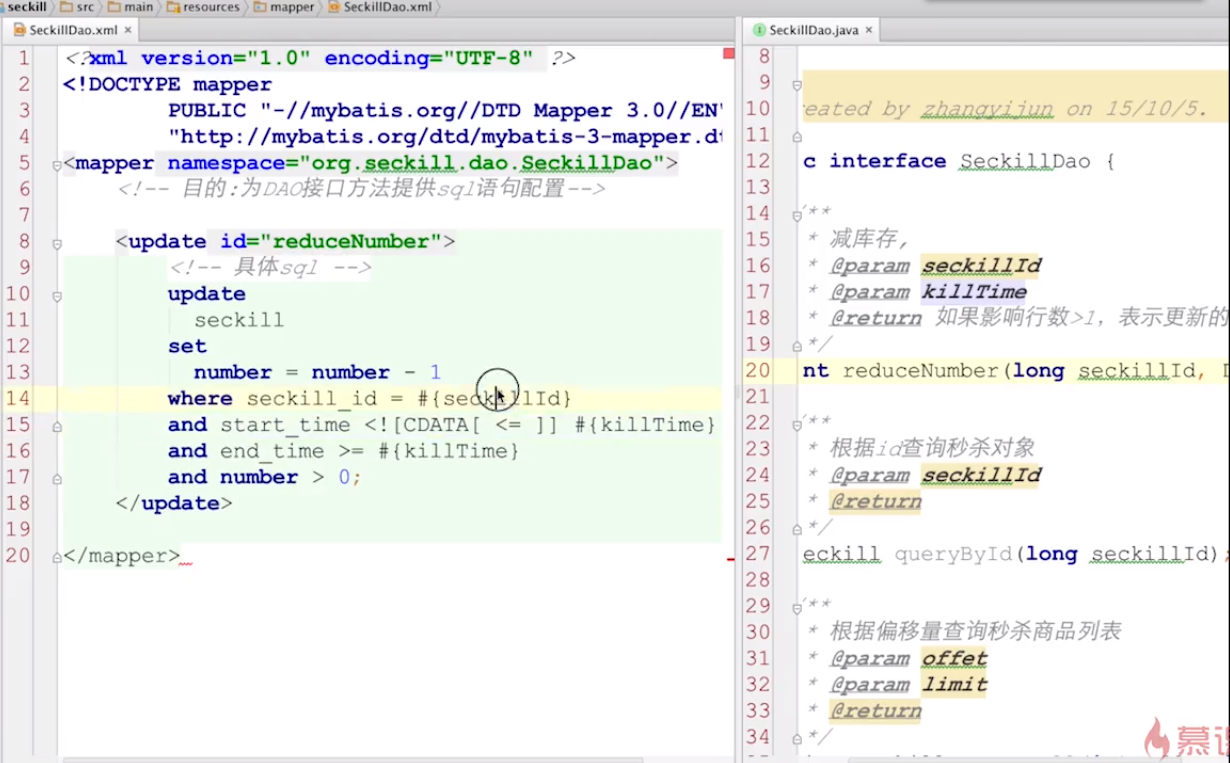 seckill src main resources mapper SeckillDao.xml
SeckillDao.xml ×
1 <?xml version="1.0" encoding="UTF-8" ?>
2 <!DOCTYPE mapper
3 PUBLIC "-//mybatis.org//DTD Mapper 3.0//EN"
4 "http://mybatis.org/dtd/mybatis-3-mapper.dt
5 <mapper namespace="org.seckill.dao.SeckillDao">
6 <!-- 目的:为DAO接口方法提供sql语句配置-->
7
8 <update id="reduceNumber">
9 <!-- 具体sql -->
10 update
11 seckill
12 set
13 number = number - 1
14 where seckill_id = #{seckillId}
15 and start_time <![CDATA[ <= ]] #{killTime}
16 and end_time >= #{killTime}
17 and number > 0;
18 </update>
19
20 </mapper>
SeckillDao.java ×
8
9
10 eated by zhangyijun on 15/10/5.
11
12 c interface SeckillDao {
13
14 /**
15 * 减库存,
16 * @param seckillId
17 * @param killTime
18 * @return 如果影响行数>1，表示更新的
19 */
20 nt reduceNumber(long seckillId, D
21
22 /**
23 * 根据id查询秒杀对象
24 * @param seckillId
25 * @return
26 */
27 eckill queryById(long seckillId);
28
29 /**
30 * 根据偏移量查询秒杀商品列表
31 * @param offet
32 * @param limit
33 * @return
34 */
慕